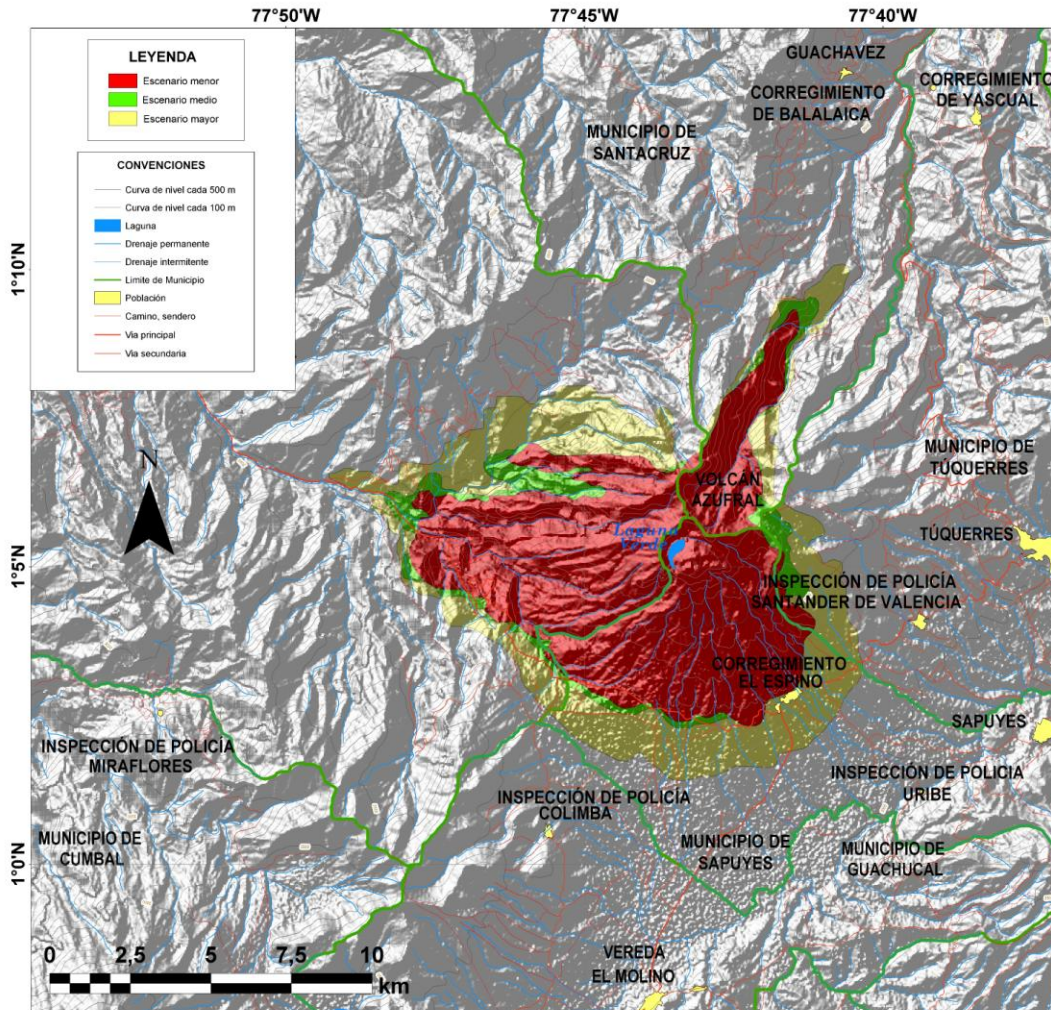 77°50'W
77°45'W
77°40'W
LEYENDA
Escenario menor
Escenario medio
Escenario mayor
CONVENCIONES
Curva de nivel cada 500 m
Curva de nivel cada 100 m
Laguna
Drenaje permanente
Drenaje intermitente
Limite de Municipio
Población
Camino, sendero
Via principal
Via secundaria
GUACHAVEZ
CORREGIMIENTO
DE BALALAICA
CORREGIMIENTO
DE YASCUAL
MUNICIPIO DE
SANTACRUZ
1°10'N
MUNICIPIO DE
TÚQUERRES
N
VOLCÁN
AZUFRAL
Laguna
Verde
TÚQUERRES
1°5'N
INSPECCIÓN DE POLICÍA
SANTANDER DE VALENCIA
CORREGIMIENTO
EL ESPINO
SAPUYES
INSPECCIÓN DE POLICÍA
MIRAFLORES
INSPECCIÓN DE POLICIA
URIBE
INSPECCIÓN DE POLICÍA
COLIMBA
MUNICIPIO DE
CUMBAL
MUNICIPIO DE
SAPUYES
MUNICIPIO DE
GUACHUCAL
1°0'N
VEREDA
EL MOLINO
0 2,5 5 7,5 10
km